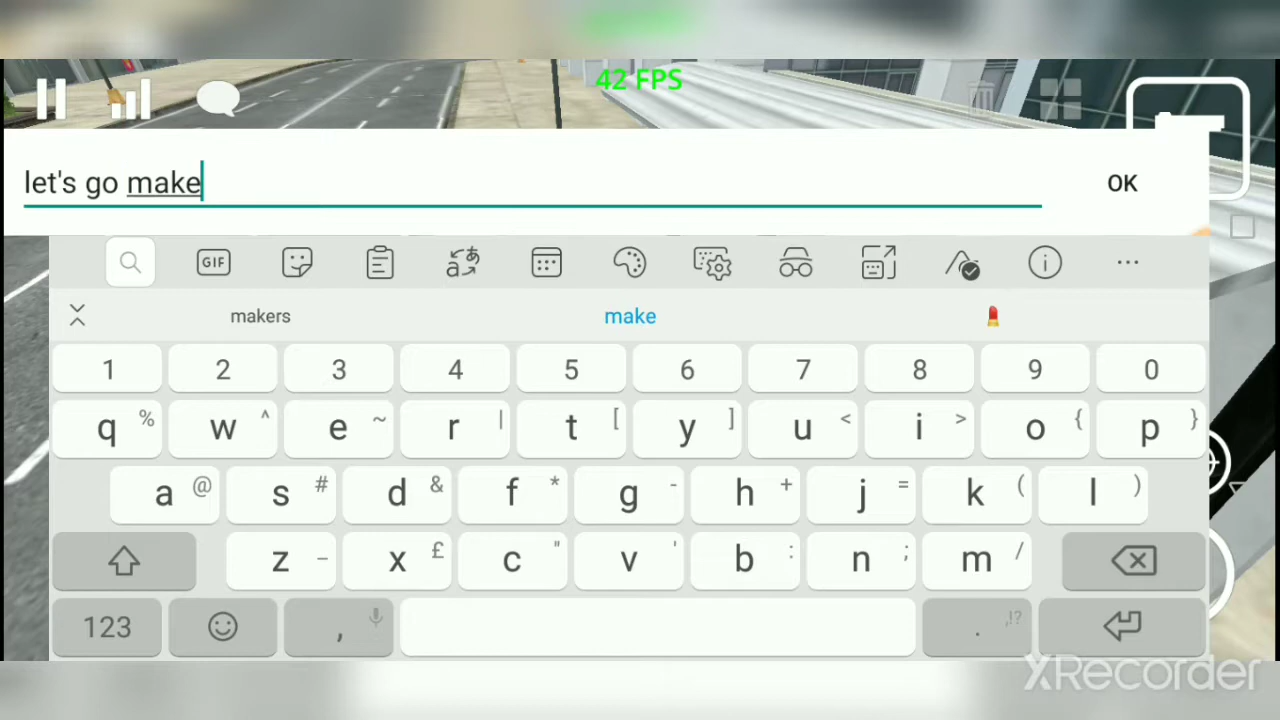 42 FPS
let's go make
OK
GIF
makers make
1 2 3 4 5 6 7 8 9 0
q % w ^ e ~ r | t [ y ] u < i > o { p }
a @ s # d & f * g - h + j = k ( l )
z _ x £ c " v ' b : n ; m /
123 , . ,!?
XRecorder